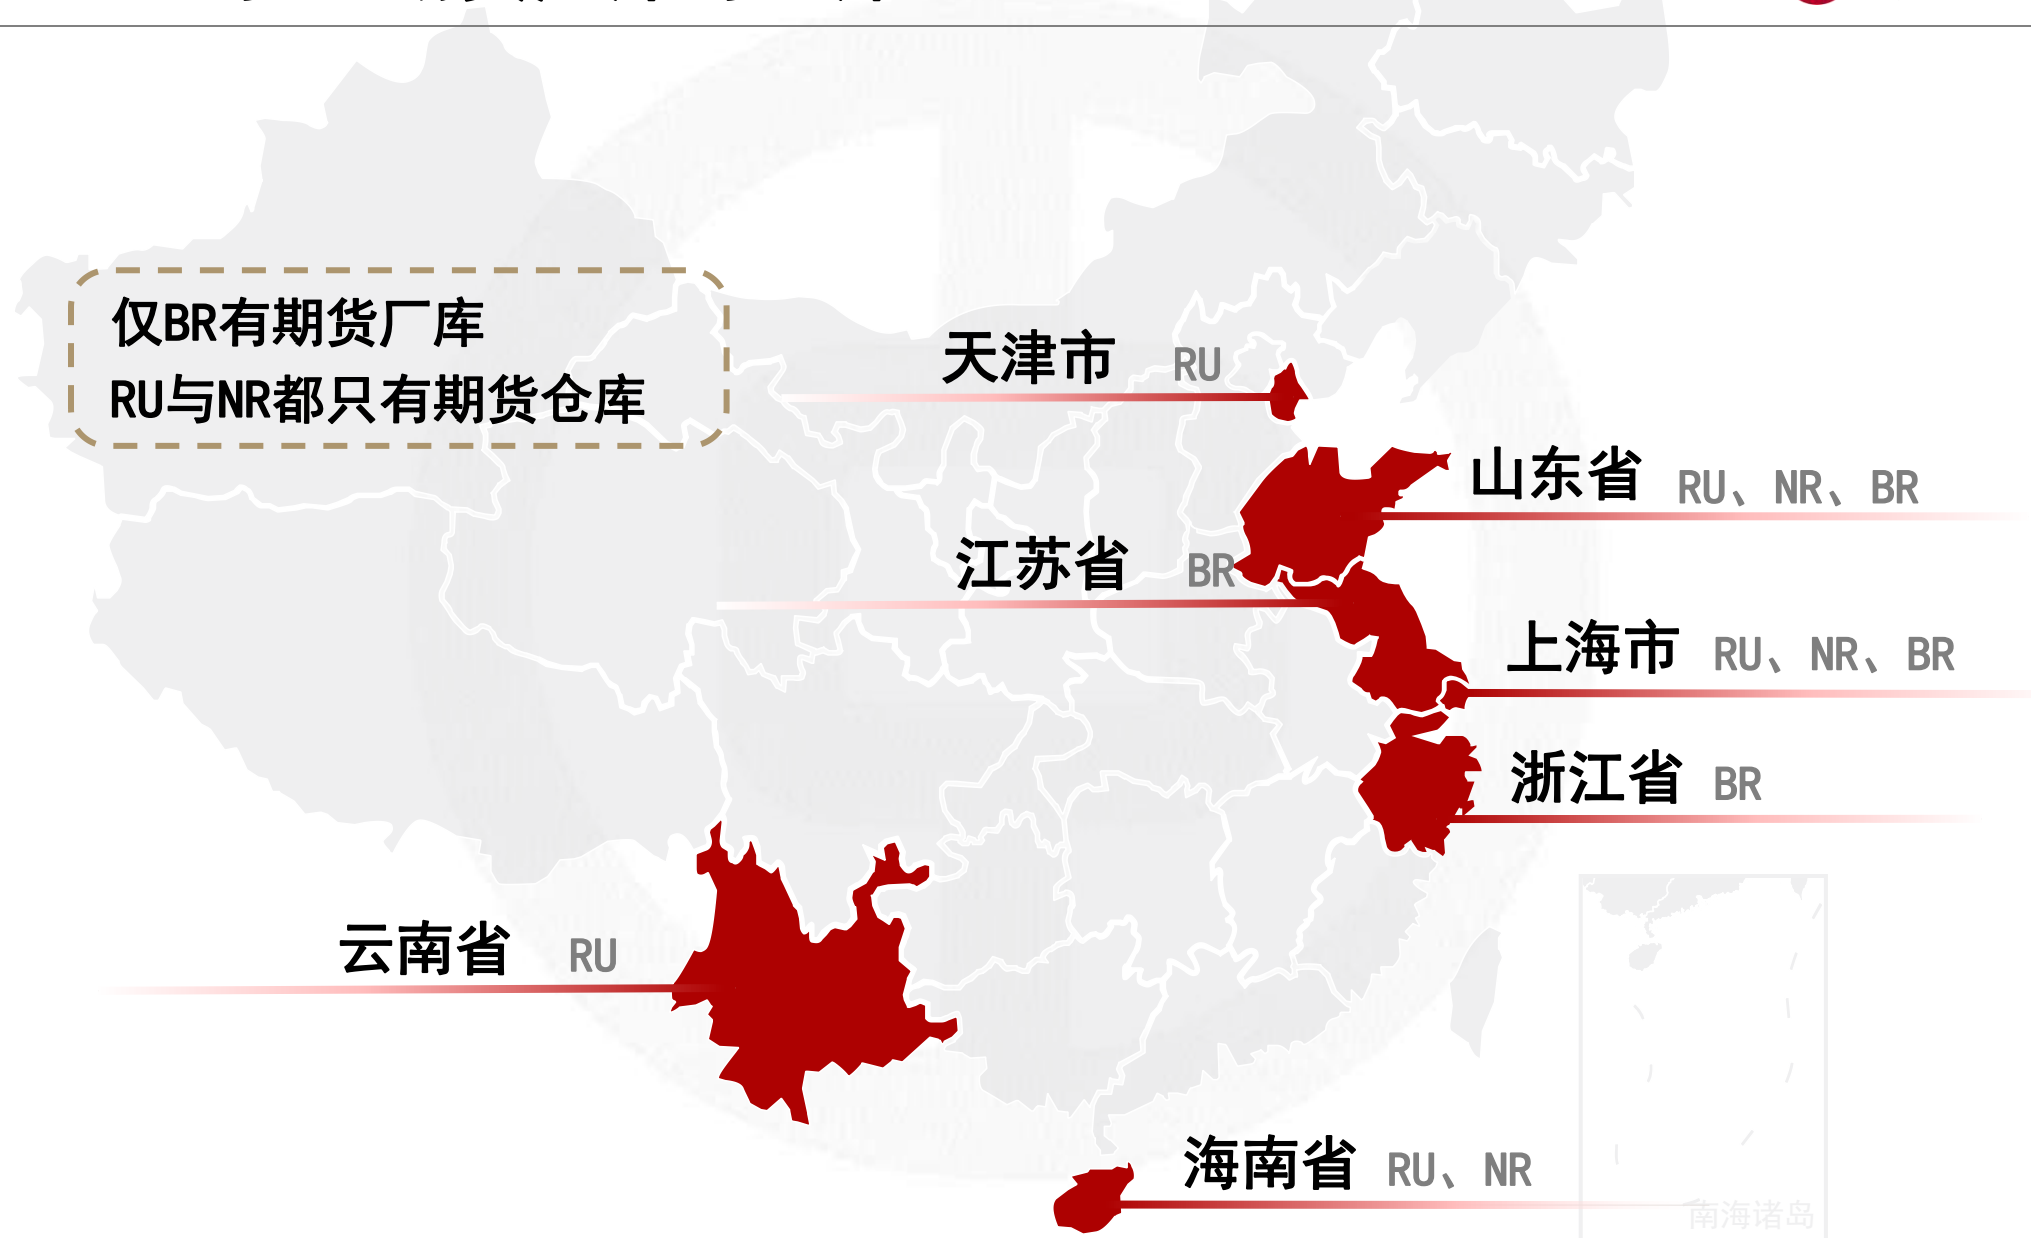 仅BR有期货厂库
RU与NR都只有期货仓库
天津市 RU
山东省 RU、NR、BR
江苏省 BR
上海市 RU、NR、BR
浙江省 BR
云南省 RU
海南省 RU、NR
南海诸岛